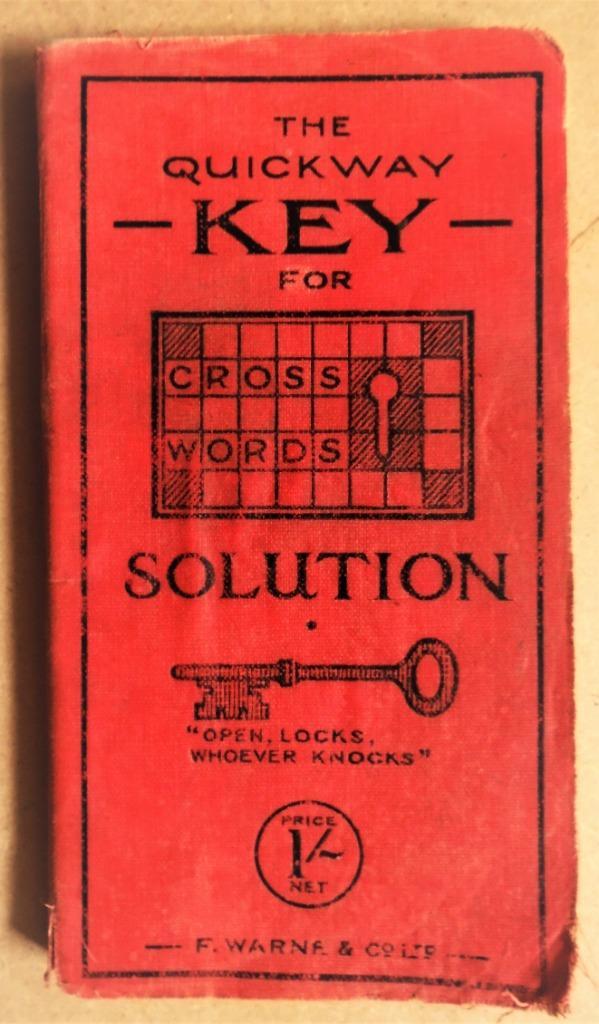 THE
QUICKWAY
- KEY -
FOR
CROSS
WORDS
SOLUTION
"OPEN, LOCKS,
WHOEVER KNOCKS"
PRICE
1/-
NET
F. WARNE & CO LTD